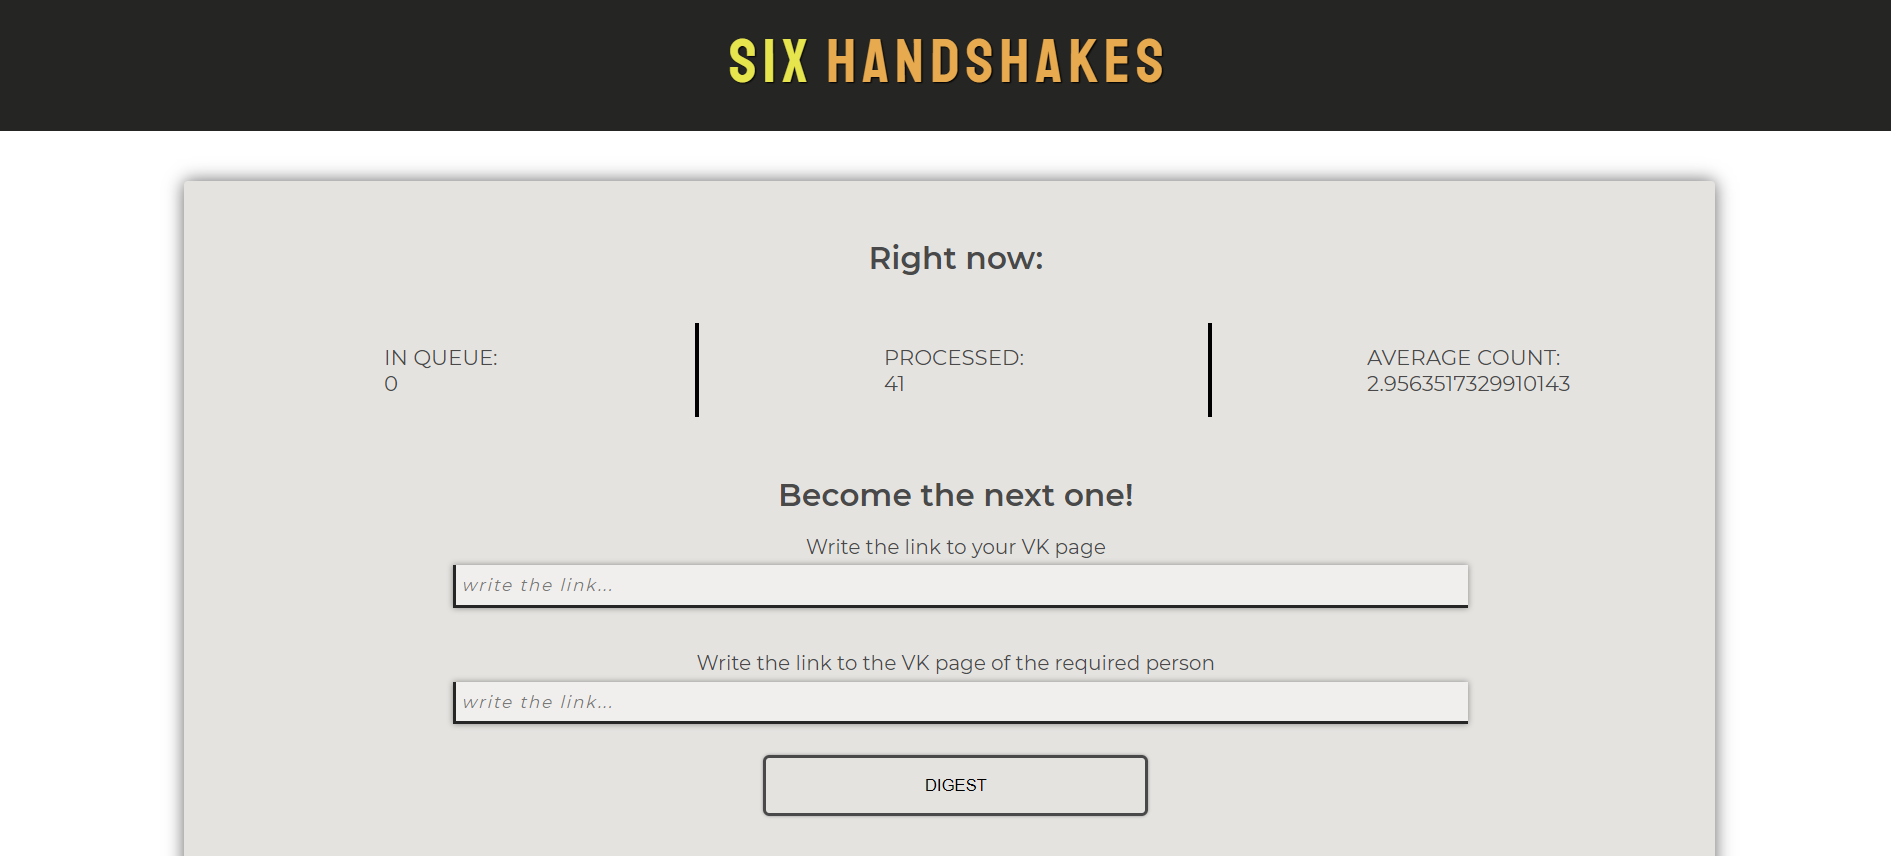 SIX HANDSHAKES
Right now:
IN QUEUE:
0
PROCESSED:
41
AVERAGE COUNT:
2.9563517329910143
Become the next one!
Write the link to your VK page
write the link...
Write the link to the VK page of the required person
write the link...
DIGEST